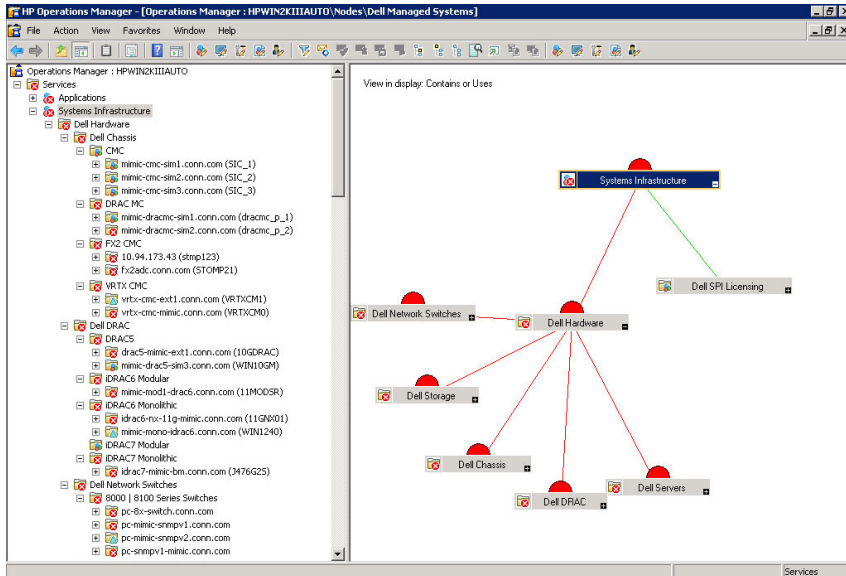 HP Operations Manager - [Operations Manager : HPWIN2KIIIAUTO\Nodes\Dell Managed Systems]
File Action View Favorites Window Help
Operations Manager : HPWIN2KIIIAUTO
Services
Applications
Systems Infrastructure
Dell Hardware
Dell Chassis
CMC
mimic-cmc-sim1.conn.com (SIC_1)
mimic-cmc-sim2.conn.com (SIC_2)
mimic-cmc-sim3.conn.com (SIC_3)
DRAC MC
mimic-dracmc-sim1.conn.com (dracmc_p_1)
mimic-dracmc-sim2.conn.com (dracmc_p_2)
FX2 CMC
10.94.173.43 (stmp123)
fx2adc.conn.com (STOMP21)
VRTX CMC
vrtx-cmc-ext1.conn.com (VRTXCM1)
vrtx-cmc-mimic.conn.com (VRTXCM0)
Dell DRAC
DRAC5
drac5-mimic-ext1.conn.com (10GDRAC)
mimic-drac5-sim3.conn.com (WIN10GM)
iDRAC6 Modular
mimic-mod1-drac6.conn.com (11MODSR)
iDRAC6 Monolithic
idrac6-nx-11g-mimic.conn.com (11GNX01)
mimic-mono-idrac6.conn.com (WIN1240)
iDRAC7 Modular
iDRAC7 Monolithic
idrac7-mimic-bm.conn.com (J476G2S)
Dell Network Switches
8000 | 8100 Series Switches
pc-8x-switch.conn.com
pc-mimic-snmpv1.conn.com
pc-mimic-snmpv2.conn.com
pc-snmpv1-mimic.conn.com
View in display: Contains or Uses
Systems Infrastructure
Dell SPI Licensing
Dell Network Switches
Dell Hardware
Dell Storage
Dell Chassis
Dell DRAC
Dell Servers
Services